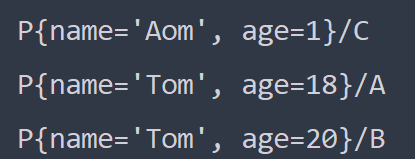 P{name='Aom', age=1}/C
P{name='Tom', age=18}/A
P{name='Tom', age=20}/B